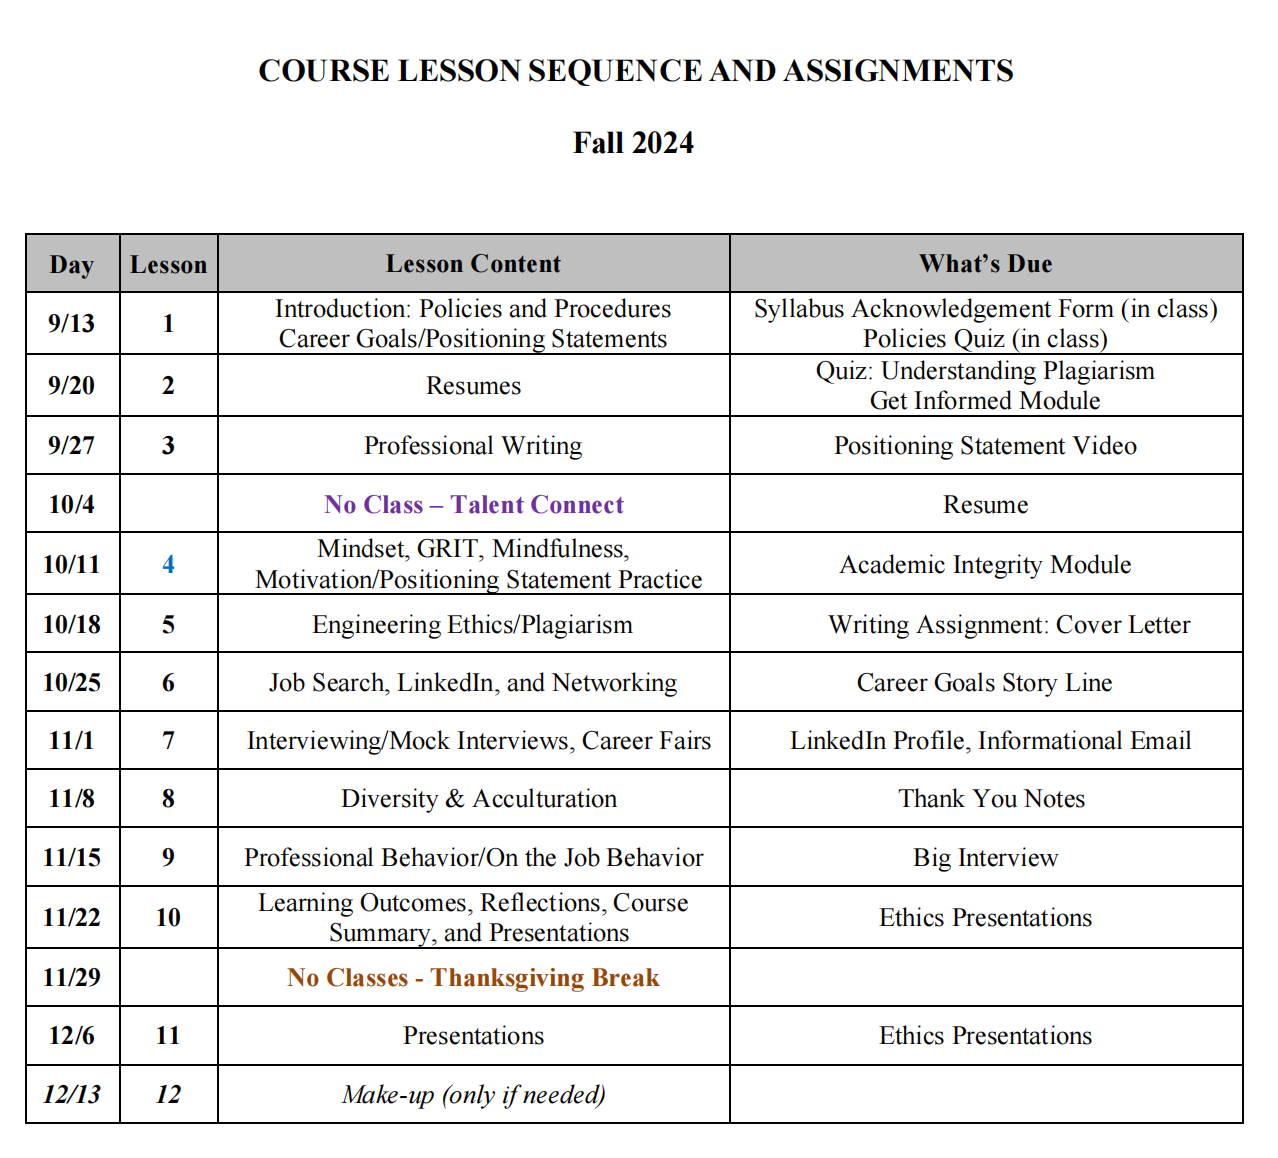 COURSE LESSON SEQUENCE AND ASSIGNMENTS
Fall 2024
Day Lesson Lesson Content What’s Due
9/13 1 Introduction: Policies and Procedures Syllabus Acknowledgement Form (in class)
Career Goals/Positioning Statements Policies Quiz (in class)
9/20 2 Resumes Quiz: Understanding Plagiarism
Get Informed Module
9/27 3 Professional Writing Positioning Statement Video
10/4 No Class – Talent Connect Resume
10/11 4 Mindset, GRIT, Mindfulness, Academic Integrity Module
Motivation/Positioning Statement Practice
10/18 5 Engineering Ethics/Plagiarism Writing Assignment: Cover Letter
10/25 6 Job Search, LinkedIn, and Networking Career Goals Story Line
11/1 7 Interviewing/Mock Interviews, Career Fairs LinkedIn Profile, Informational Email
11/8 8 Diversity & Acculturation Thank You Notes
11/15 9 Professional Behavior/On the Job Behavior Big Interview
11/22 10 Learning Outcomes, Reflections, Course Ethics Presentations
Summary, and Presentations
11/29 No Classes - Thanksgiving Break
12/6 11 Presentations Ethics Presentations
12/13 12 Make-up (only if needed)